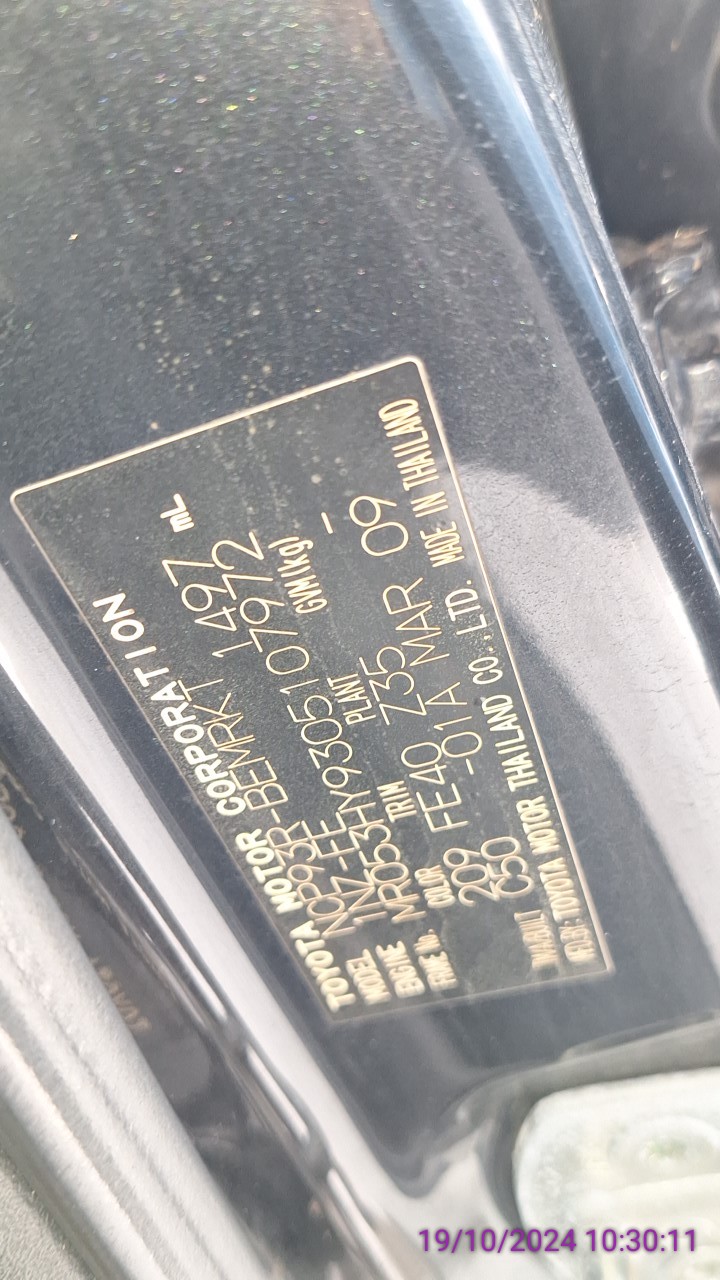 TOYOTA MOTOR CORPORATION
MODEL NCP93R-BEMRKT 1497 mL
ENGINE 1NZ-FE
FRAME No. MR053HY9305107972
COLOR TRIM PLANT GVM(kg)
209 FE40 Z35 —
C50 -01A MAR 09
MFD.BY: TOYOTA MOTOR THAILAND CO.,LTD. MADE IN THAILAND
19/10/2024 10:30:11